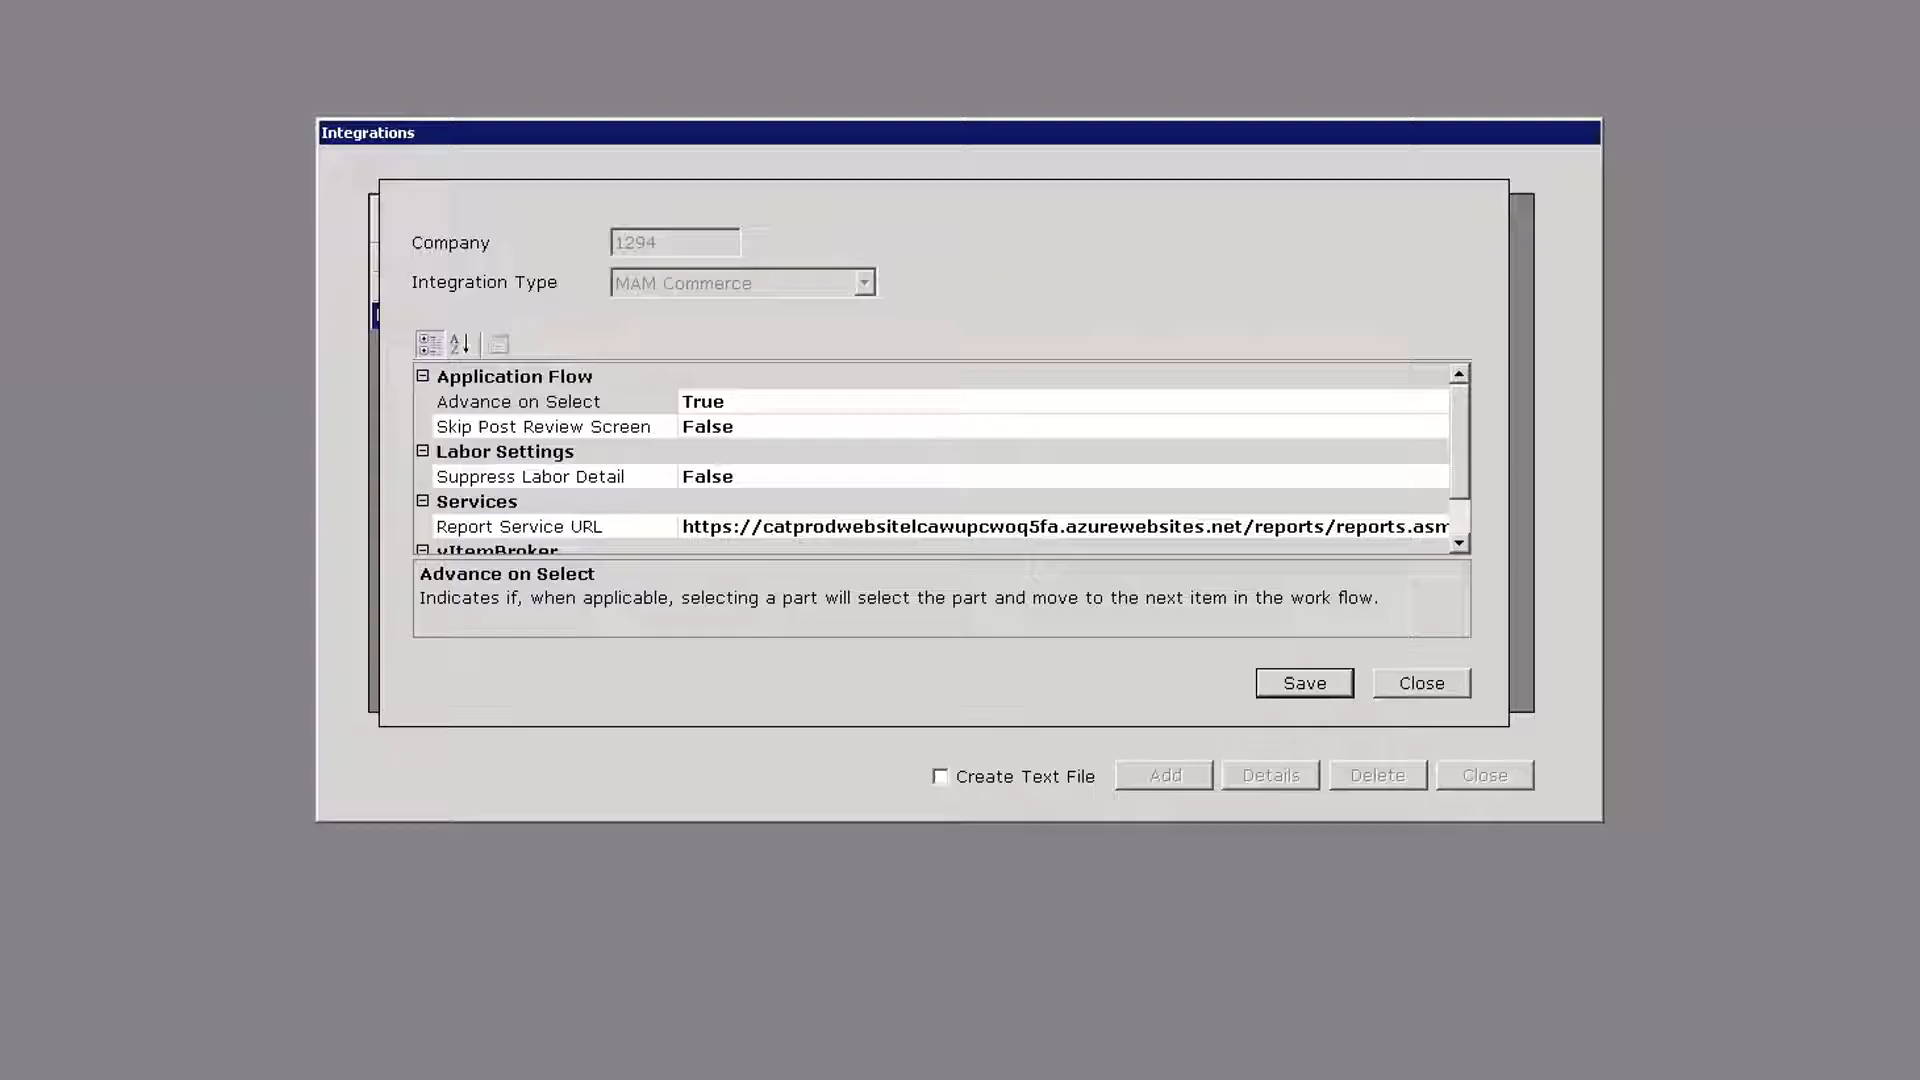 Integrations
Company 1294
Integration Type MAM Commerce
Application Flow
Advance on Select True
Skip Post Review Screen False
Labor Settings
Suppress Labor Detail False
Services
Report Service URL https://catprodwebsitelcawupcwoq5fa.azurewebsites.net/reports/reports.asm
vItemBroker
Advance on Select
Indicates if, when applicable, selecting a part will select the part and move to the next item in the work flow.
Save Close
Create Text File Add Details Delete Close